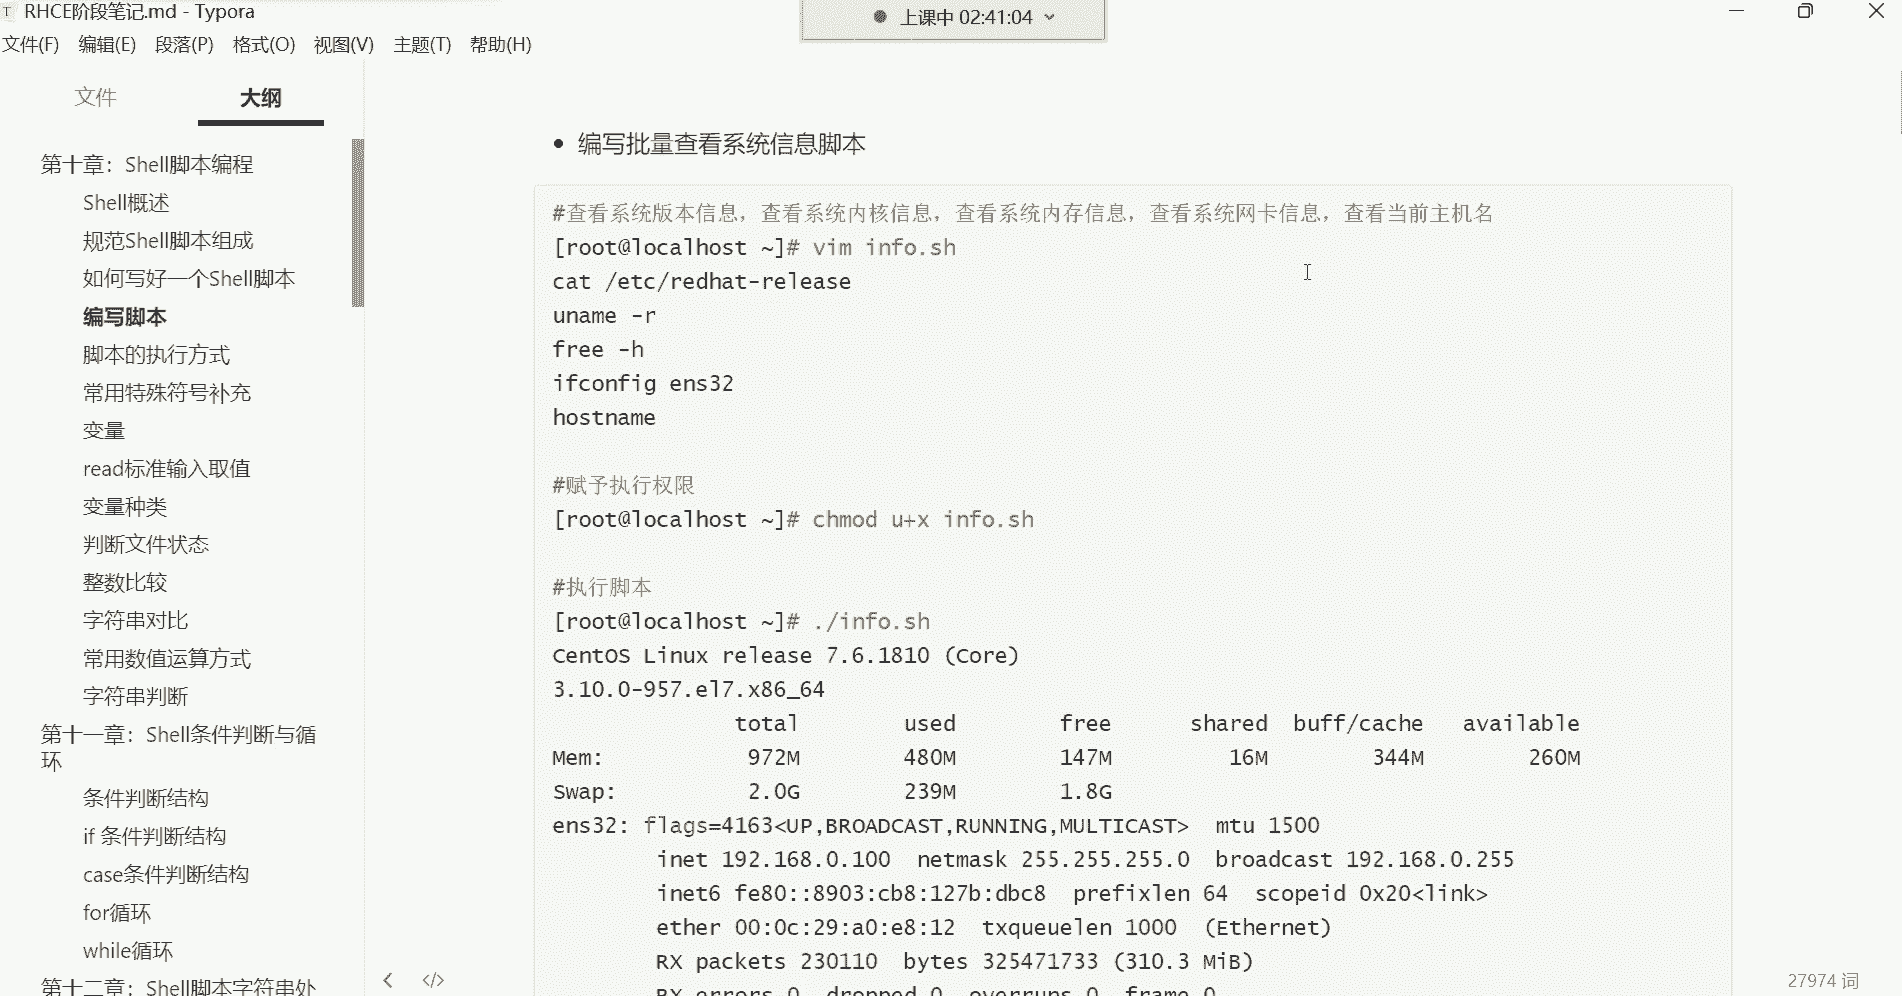 RHCE阶段笔记.md - Typora
上课中 02:41:04
文件(F) 编辑(E) 段落(P) 格式(O) 视图(V) 主题(T) 帮助(H)
文件 大纲
第十章：Shell脚本编程
Shell概述
规范Shell脚本组成
如何写好一个Shell脚本
编写脚本
脚本的执行方式
常用特殊符号补充
变量
read标准输入取值
变量种类
判断文件状态
整数比较
字符串对比
常用数值运算方式
字符串判断
第十一章：Shell条件判断与循
环
条件判断结构
if 条件判断结构
case条件判断结构
for循环
while循环
第十二章：Shell脚本字符串处
• 编写批量查看系统信息脚本
#查看系统版本信息，查看系统内核信息，查看系统内存信息，查看系统网卡信息，查看当前主机名
[root@localhost ~]# vim info.sh
cat /etc/redhat-release
uname -r
free -h
ifconfig ens32
hostname
#赋予执行权限
[root@localhost ~]# chmod u+x info.sh
#执行脚本
[root@localhost ~]# ./info.sh
CentOS Linux release 7.6.1810 (Core)
3.10.0-957.el7.x86_64
total used free shared buff/cache available
Mem: 972M 480M 147M 16M 344M 260M
Swap: 2.0G 239M 1.8G
ens32: flags=4163<UP,BROADCAST,RUNNING,MULTICAST> mtu 1500
inet 192.168.0.100 netmask 255.255.255.0 broadcast 192.168.0.255
inet6 fe80::8903:cb8:127b:dbc8 prefixlen 64 scopeid 0x20<link>
ether 00:0c:29:a0:e8:12 txqueuelen 1000 (Ethernet)
RX packets 230110 bytes 325471733 (310.3 MiB)
RX errors 0 dropped 0 overruns 0 frame 0
27974 词